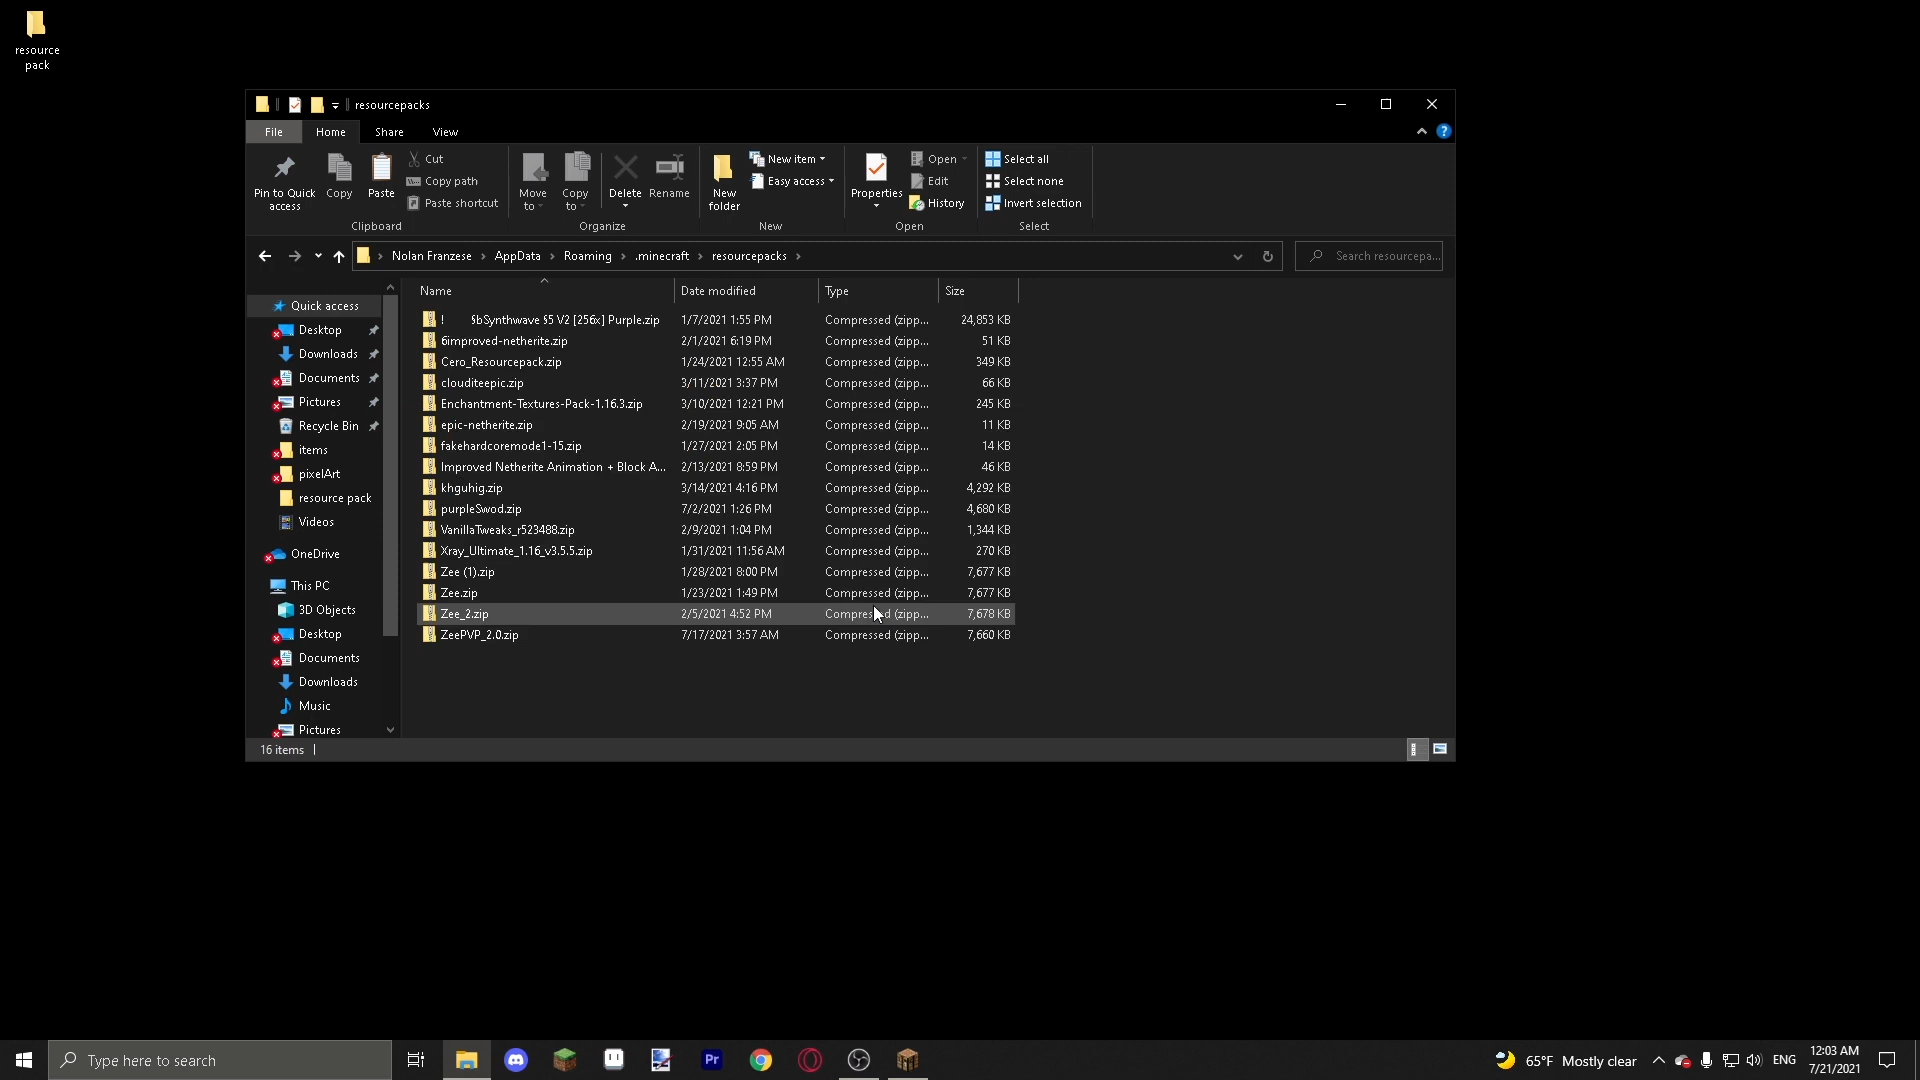 resource
pack
resourcepacks
File Home Share View
Pin to Quick
access
Copy
Paste
Cut
Copy path
Paste shortcut
Clipboard
Move
to
Copy
to
Delete
Rename
Organize
New
folder
New item
Easy access
New
Properties
Open
Edit
History
Open
Select all
Select none
Invert selection
Select
Nolan Franzese > AppData > Roaming > .minecraft > resourcepacks >
Search resourcepa...
Name Date modified Type Size
! §bSynthwave §5 V2 [256x] Purple.zip 1/7/2021 1:55 PM Compressed (zipp... 24,853 KB
6improved-netherite.zip 2/1/2021 6:19 PM Compressed (zipp... 51 KB
Cero_Resourcepack.zip 1/24/2021 12:55 AM Compressed (zipp... 349 KB
clouditeepic.zip 3/11/2021 3:37 PM Compressed (zipp... 66 KB
Enchantment-Textures-Pack-1.16.3.zip 3/10/2021 12:21 PM Compressed (zipp... 245 KB
epic-netherite.zip 2/19/2021 9:05 AM Compressed (zipp... 11 KB
fakehardcoremode1-15.zip 1/27/2021 2:05 PM Compressed (zipp... 14 KB
Improved Netherite Animation + Block A... 2/13/2021 8:59 PM Compressed (zipp... 46 KB
khguhig.zip 3/14/2021 4:16 PM Compressed (zipp... 4,292 KB
purpleSwod.zip 7/2/2021 1:26 PM Compressed (zipp... 4,680 KB
VanillaTweaks_r523488.zip 2/9/2021 1:04 PM Compressed (zipp... 1,344 KB
Xray_Ultimate_1.16_v3.5.5.zip 1/31/2021 11:56 AM Compressed (zipp... 270 KB
Zee (1).zip 1/28/2021 8:00 PM Compressed (zipp... 7,677 KB
Zee.zip 1/23/2021 1:49 PM Compressed (zipp... 7,677 KB
Zee_2.zip 2/5/2021 4:52 PM Compressed (zipp... 7,678 KB
ZeePVP_2.0.zip 7/17/2021 3:57 AM Compressed (zipp... 7,660 KB
Quick access
Desktop
Downloads
Documents
Pictures
Recycle Bin
items
pixelArt
resource pack
Videos
OneDrive
This PC
3D Objects
Desktop
Documents
Downloads
Music
Pictures
16 items
Type here to search
Pr
65°F Mostly clear
ENG
12:03 AM
7/21/2021